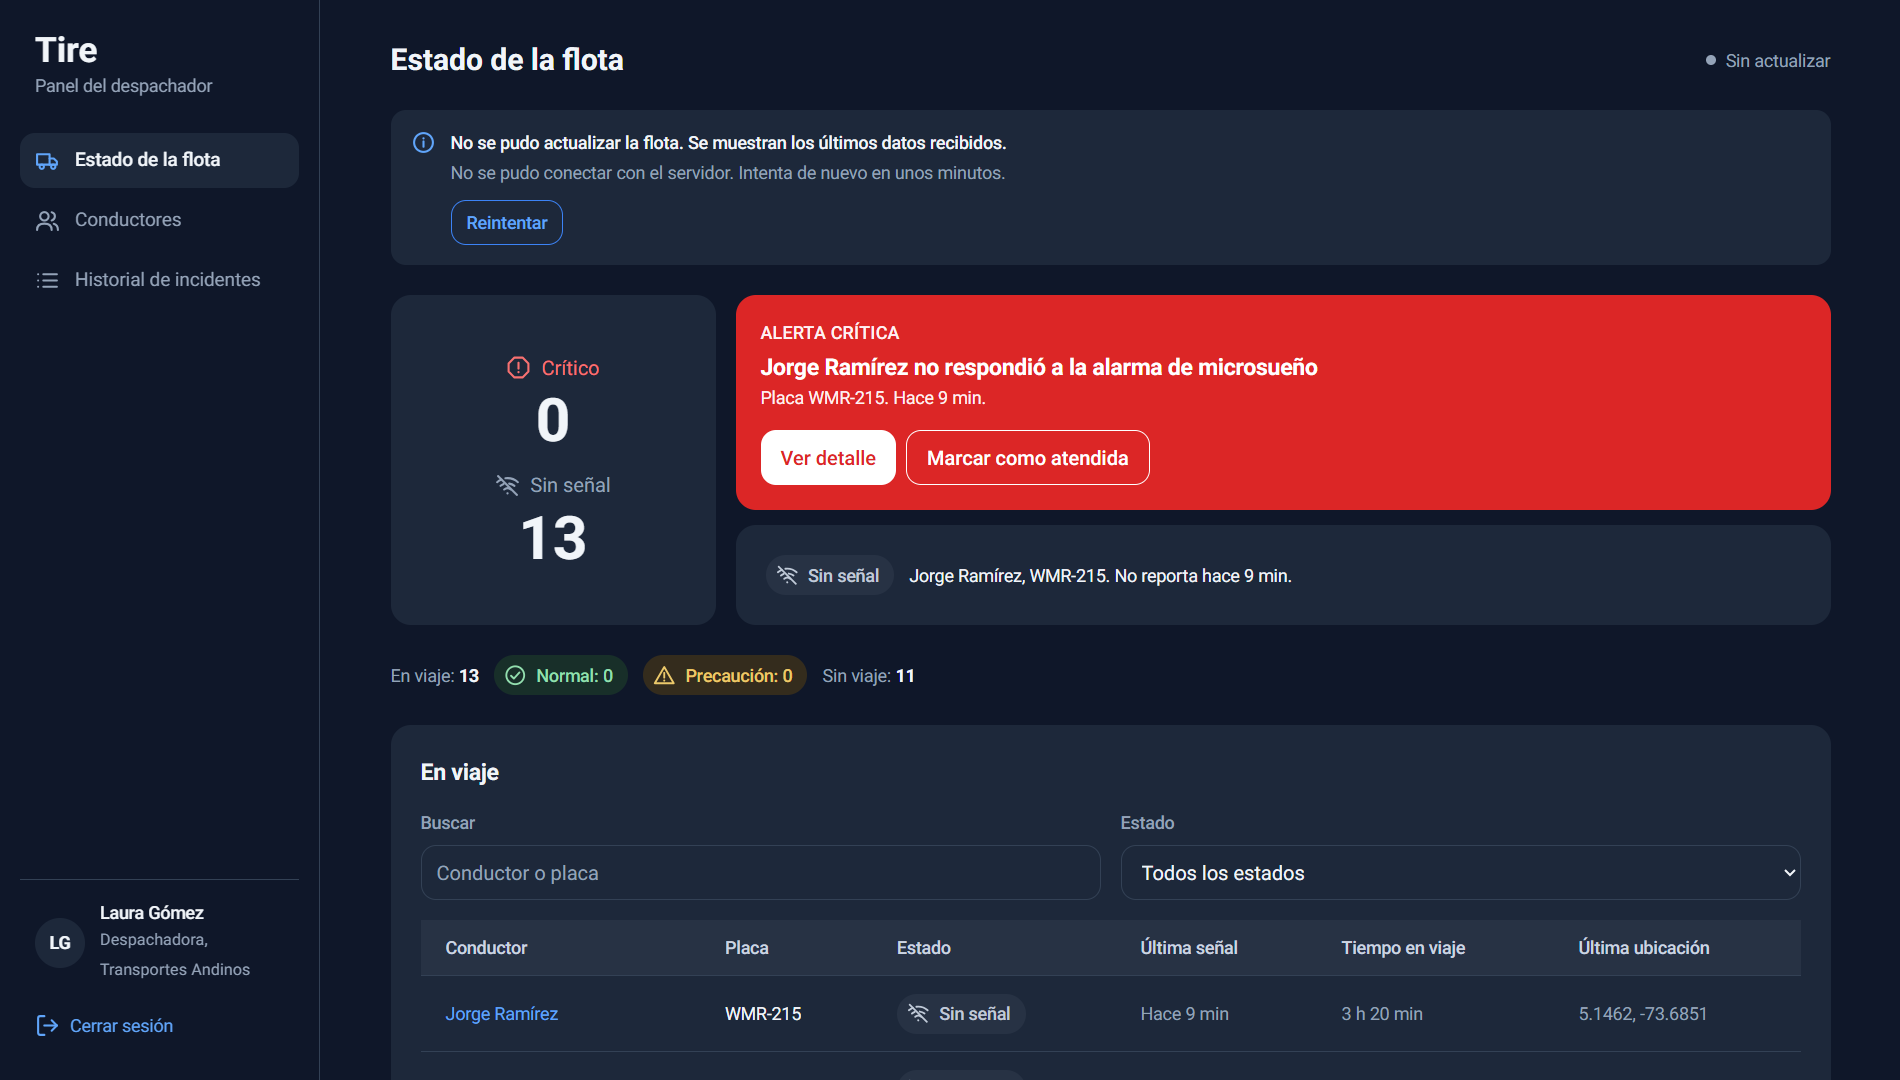 Tire
Panel del despachador
Estado de la flota
Conductores
Historial de incidentes
LG
Laura Gómez
Despachadora,
Transportes Andinos
Cerrar sesión
Estado de la flota
Sin actualizar
No se pudo actualizar la flota. Se muestran los últimos datos recibidos.
No se pudo conectar con el servidor. Intenta de nuevo en unos minutos.
Reintentar
Crítico
0
Sin señal
13
ALERTA CRÍTICA
Jorge Ramírez no respondió a la alarma de microsueño
Placa WMR-215. Hace 9 min.
Ver detalle
Marcar como atendida
Sin señal
Jorge Ramírez, WMR-215. No reporta hace 9 min.
En viaje: 13
Normal: 0
Precaución: 0
Sin viaje: 11
En viaje
Buscar
Estado
Conductor o placa
Todos los estados
Conductor Placa Estado Última señal Tiempo en viaje Última ubicación
Jorge Ramírez WMR-215 Sin señal Hace 9 min 3 h 20 min 5.1462, -73.6851